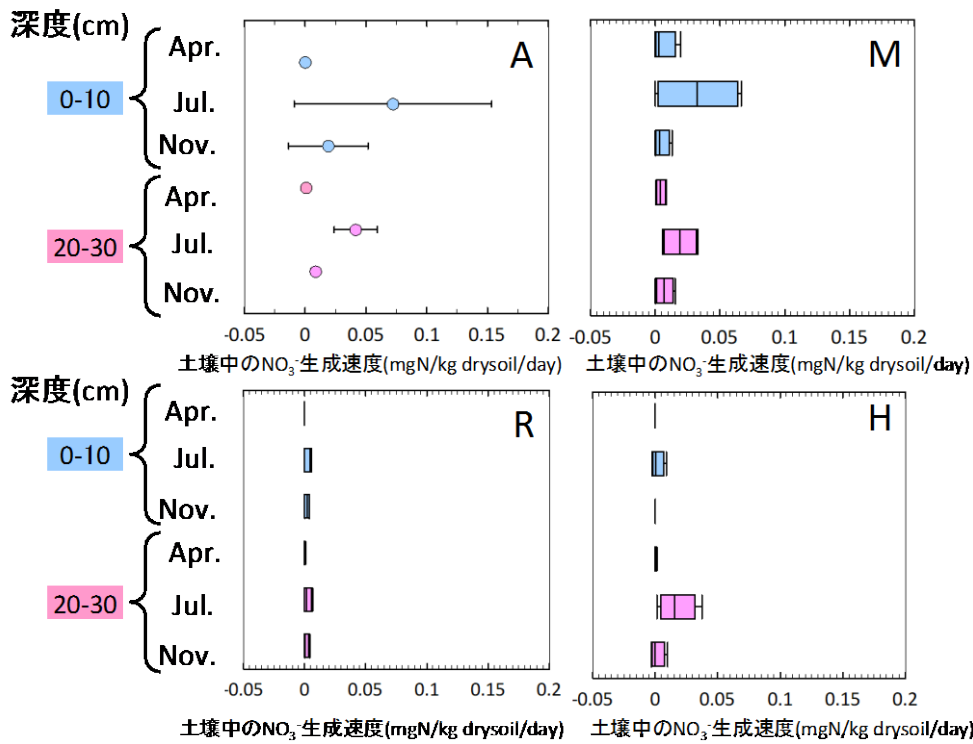 深度(cm)
0-10
Apr.
Jul.
Nov.
20-30
Apr.
Jul.
Nov.
A
-0.05 0 0.05 0.1 0.15 0.2
土壌中のNO₃⁻生成速度(mgN/kg drysoil/day)
M
-0.05 0 0.05 0.1 0.15 0.2
土壌中のNO₃⁻生成速度(mgN/kg drysoil/day)
深度(cm)
0-10
Apr.
Jul.
Nov.
20-30
Apr.
Jul.
Nov.
R
-0.05 0 0.05 0.1 0.15 0.2
土壌中のNO₃⁻生成速度(mgN/kg drysoil/day)
H
-0.05 0 0.05 0.1 0.15 0.2
土壌中のNO₃⁻生成速度(mgN/kg drysoil/day)